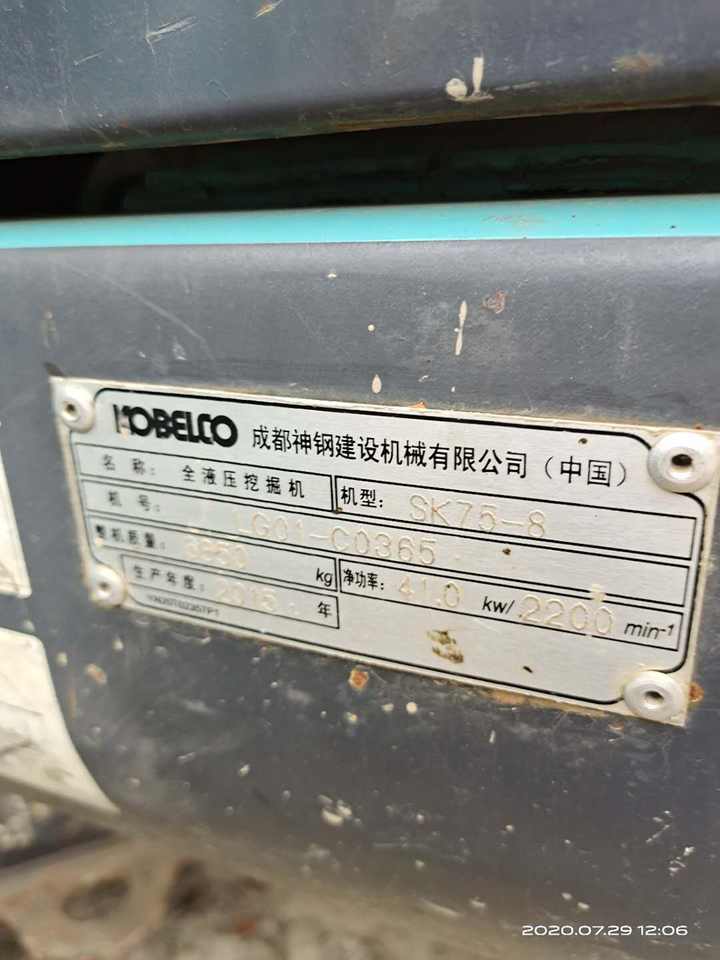 KOBELCO 成都神钢建设机械有限公司（中国）
名称： 全液压挖掘机 机型： SK75-8
机号： LG01-C0365
整机质量： kg 净功率： 41.0 kw/ 2200 min-1
生产年度： 2015 年
YN20T02357P1
2020.07.29 12:06